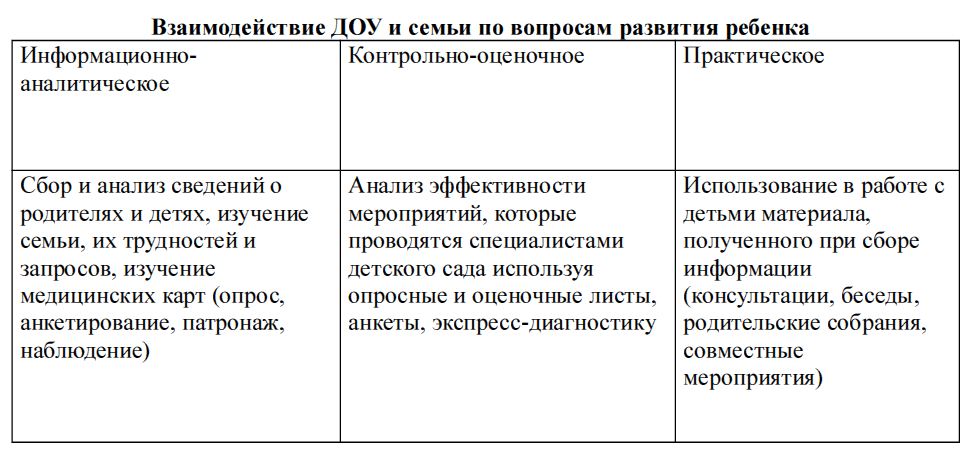 Взаимодействие ДОУ и семьи по вопросам развития ребенка
Информационно-
аналитическое
Контрольно-оценочное
Практическое
Сбор и анализ сведений о
родителях и детях, изучение
семьи, их трудностей и
запросов, изучение
медицинских карт (опрос,
анкетирование, патронаж,
наблюдение)
Анализ эффективности
мероприятий, которые
проводятся специалистами
детского сада используя
опросные и оценочные листы,
анкеты, экспресс-диагностику
Использование в работе с
детьми материала,
полученного при сборе
информации
(консультации, беседы,
родительские собрания,
совместные
мероприятия)